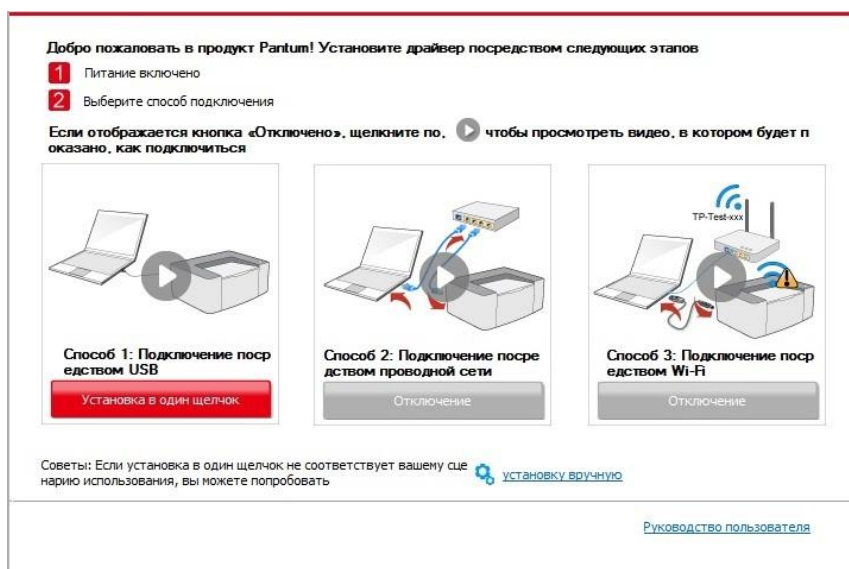 Добро пожаловать в продукт Pantum! Установите драйвер посредством следующих этапов
1 Питание включено
2 Выберите способ подключения
Если отображается кнопка «Отключено», щелкните по, чтобы просмотреть видео, в котором будет п
оказано, как подключиться
TP-Test-xxx
Способ 1: Подключение поср
едством USB
Установка в один щелчок
Способ 2: Подключение посре
дством проводной сети
Отключение
Способ 3: Подключение поср
едством Wi-Fi
Отключение
Советы: Если установка в один щелчок не соответствует вашему сце
нарию использования, вы можете попробовать
установку вручную
Руководство пользователя